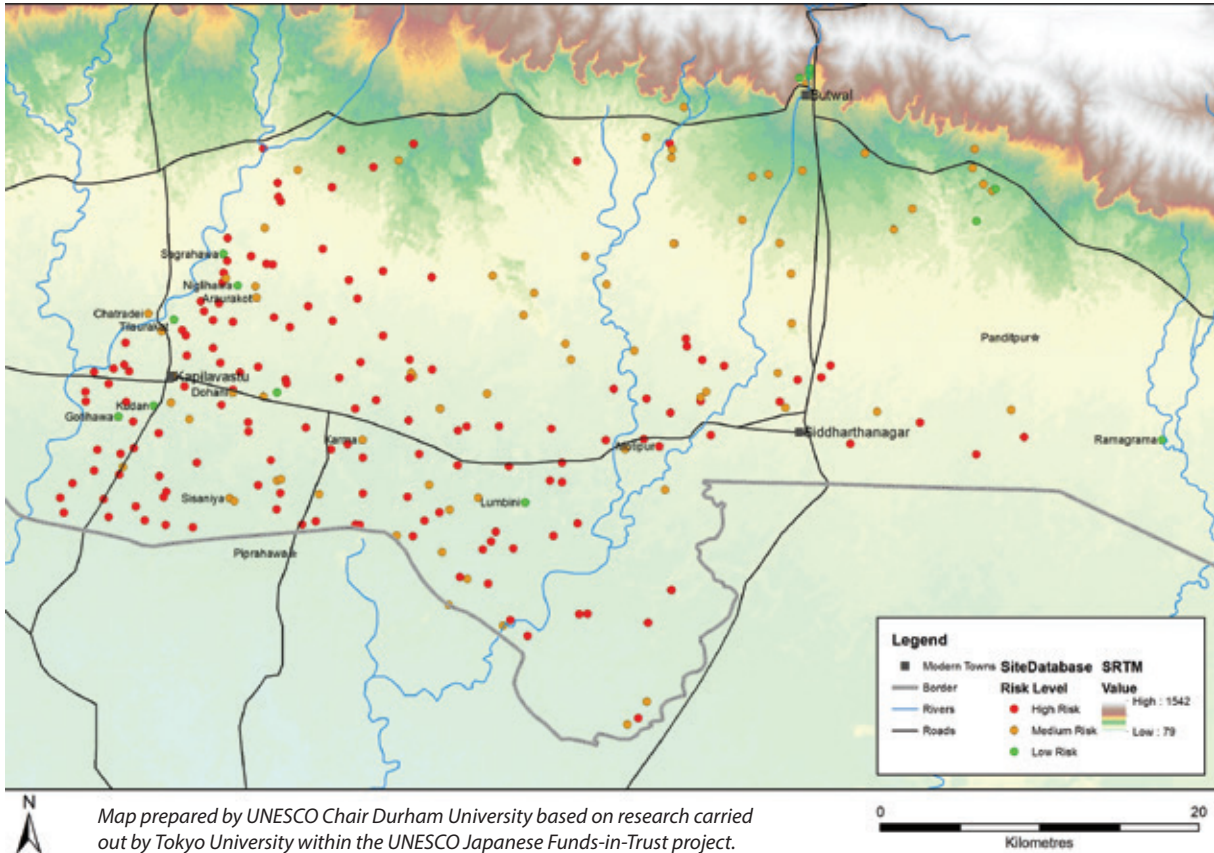 Butwal
Sagrahawa
Niglihawa
Araurakot
Chatradei
Tilaurakot
Panditpur
Kapilavastu
Dohani
Kudan
Gotihawa
Siddharthanagar
Karma
Ramagrama
Sisaniya
Lumbini
Piprahawa
Legend
Modern Towns
Border
Rivers
Roads
SiteDatabase
Risk Level
High Risk
Medium Risk
Low Risk
SRTM
Value
High : 1542
Low : 79
N
Map prepared by UNESCO Chair Durham University based on research carried
out by Tokyo University within the UNESCO Japanese Funds-in-Trust project.
0 20
Kilometres